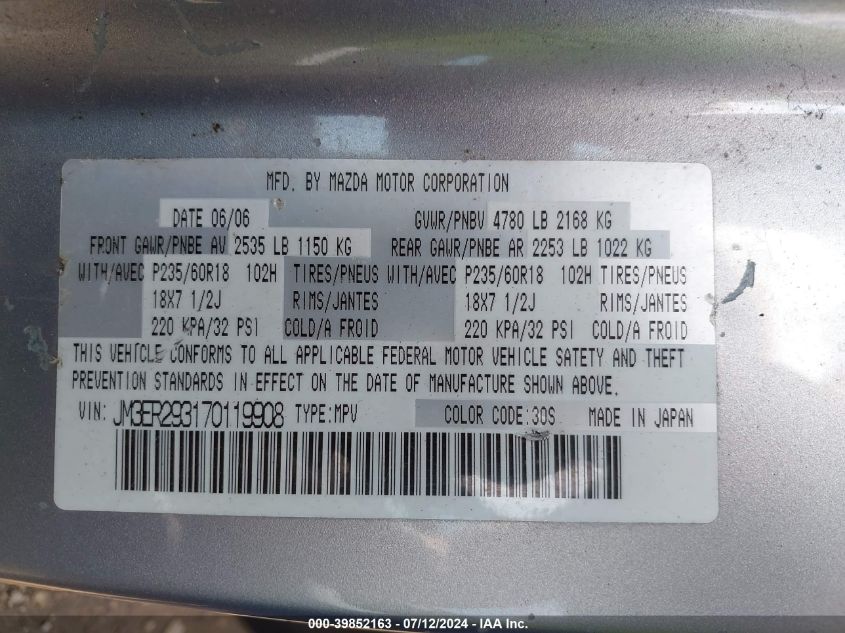 MFD. BY MAZDA MOTOR CORPORATION
DATE 06/06 GVWR/PNBV 4780 LB 2168 KG
FRONT GAWR/PNBE AV 2535 LB 1150 KG REAR GAWR/PNBE AR 2253 LB 1022 KG
WITH/AVEC P235/60R18 102H TIRES/PNEUS WITH/AVEC P235/60R18 102H TIRES/PNEUS
18X7 1/2J RIMS/JANTES 18X7 1/2J RIMS/JANTES
220 KPA/32 PSI COLD/A FROID 220 KPA/32 PSI COLD/A FROID
THIS VEHICLE CONFORMS TO ALL APPLICABLE FEDERAL MOTOR VEHICLE SAFETY AND THEFT
PREVENTION STANDARDS IN EFFECT ON THE DATE OF MANUFACTURE SHOWN ABOVE.
VIN: JM3ER293170119908 TYPE:MPV COLOR CODE:30S MADE IN JAPAN
000-39852163 - 07/12/2024 - IAA Inc.